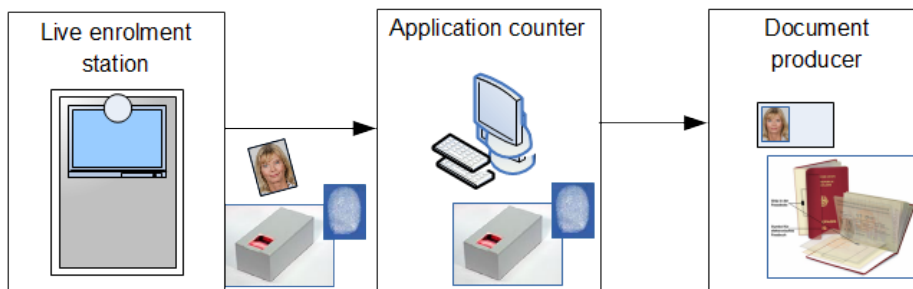 Live enrolment
station
Application counter
Document
producer